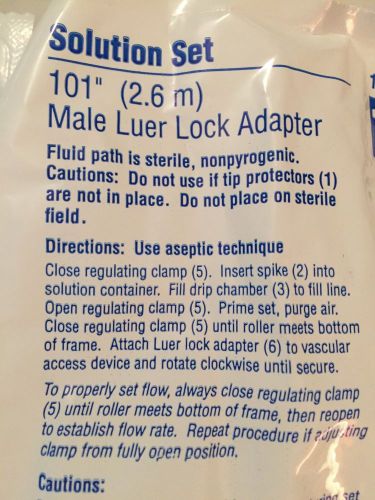 Solution Set
101" (2.6 m)
Male Luer Lock Adapter
Fluid path is sterile, nonpyrogenic.
Cautions: Do not use if tip protectors (1)
are not in place. Do not place on sterile
field.
Directions: Use aseptic technique
Close regulating clamp (5). Insert spike (2) into
solution container. Fill drip chamber (3) to fill line.
Open regulating clamp (5). Prime set, purge air.
Close regulating clamp (5) until roller meets bottom
of frame. Attach Luer lock adapter (6) to vascular
access device and rotate clockwise until secure.
To properly set flow, always close regulating clamp
(5) until roller meets bottom of frame, then reopen
to establish flow rate. Repeat procedure if adjusting
clamp from fully open position.
Cautions:
set